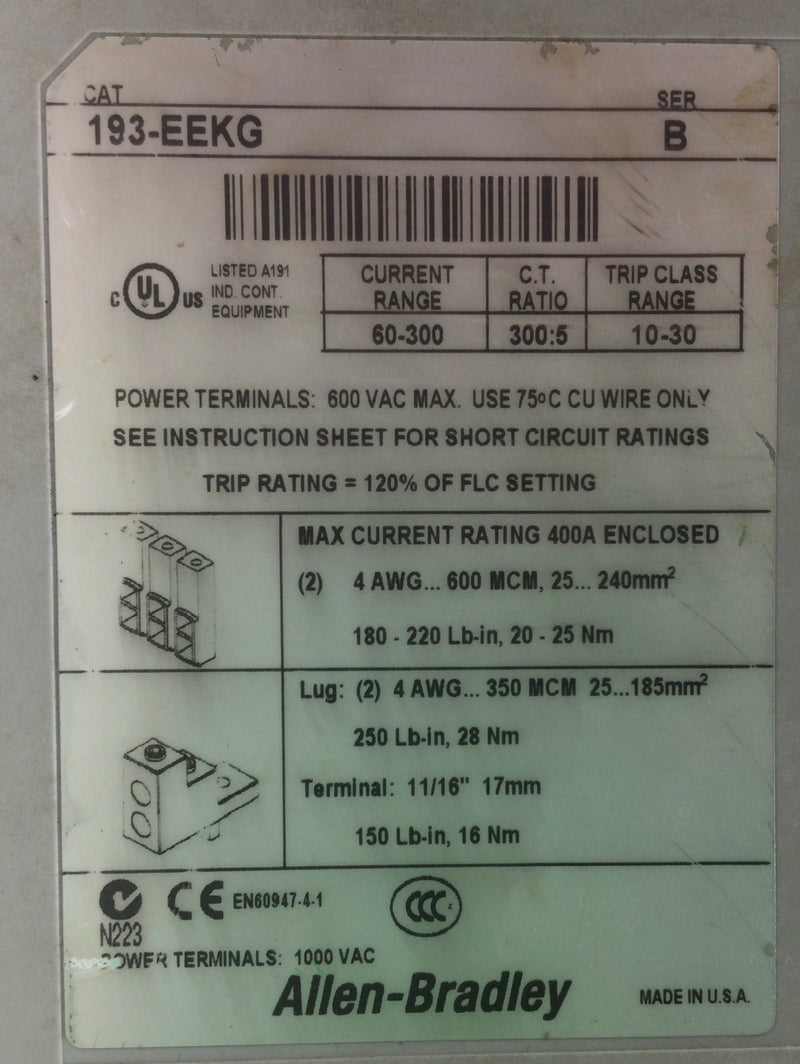 CAT
SER
193-EEKG
B
C UL US
LISTED A191
IND. CONT.
EQUIPMENT
CURRENT RANGE C.T. RATIO TRIP CLASS RANGE
60-300 300:5 10-30
POWER TERMINALS: 600 VAC MAX. USE 75ºC CU WIRE ONLY
SEE INSTRUCTION SHEET FOR SHORT CIRCUIT RATINGS
TRIP RATING = 120% OF FLC SETTING
MAX CURRENT RATING 400A ENCLOSED
(2) 4 AWG... 600 MCM, 25... 240mm²
180 - 220 Lb-in, 20 - 25 Nm
Lug: (2) 4 AWG... 350 MCM 25...185mm²
250 Lb-in, 28 Nm
Terminal: 11/16" 17mm
150 Lb-in, 16 Nm
CE EN60947-4-1
CCC
N223
POWER TERMINALS: 1000 VAC
Allen-Bradley
MADE IN U.S.A.